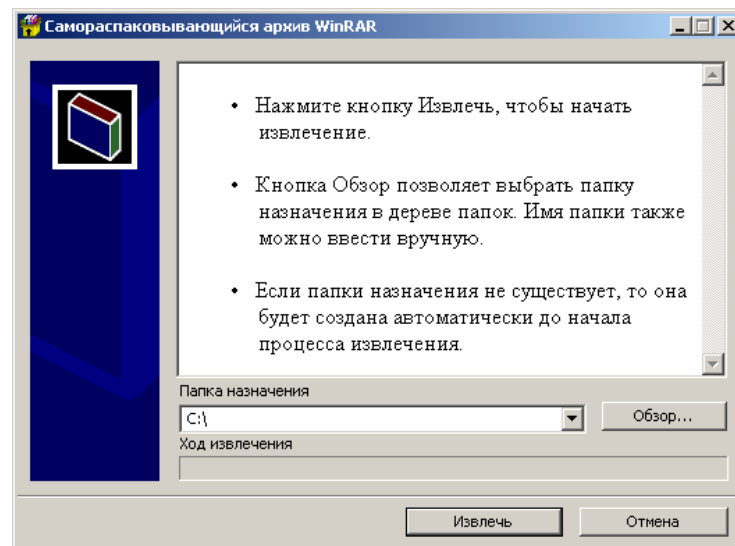 Самораспаковывающийся архив WinRAR
• Нажмите кнопку Извлечь, чтобы начать
извлечение.
• Кнопка Обзор позволяет выбрать папку
назначения в дереве папок. Имя папки также
можно ввести вручную.
• Если папки назначения не существует, то она
будет создана автоматически до начала
процесса извлечения.
Папка назначения
C:\
Обзор...
Ход извлечения
Извлечь
Отмена